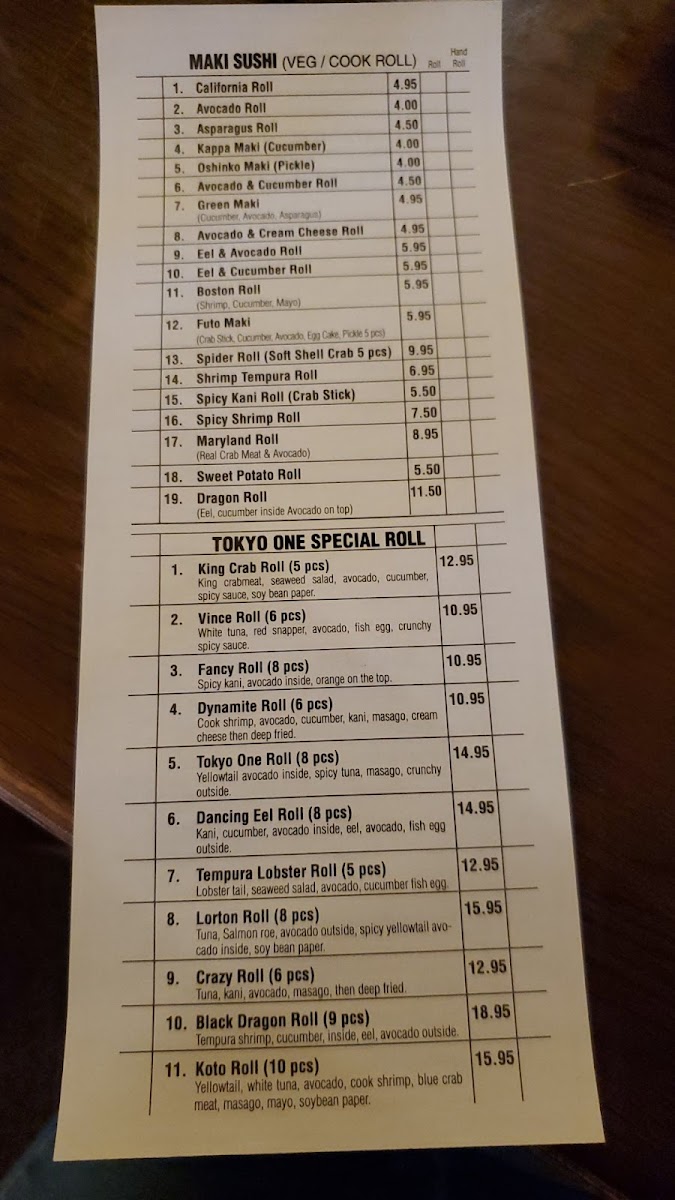 MAKI SUSHI (VEG / COOK ROLL) Roll Hand Roll
1. California Roll 4.95
2. Avocado Roll 4.00
3. Asparagus Roll 4.50
4. Kappa Maki (Cucumber) 4.00
5. Oshinko Maki (Pickle) 4.00
6. Avocado & Cucumber Roll 4.50
7. Green Maki 4.95
(Cucumber, Avocado, Asparagus)
8. Avocado & Cream Cheese Roll 4.95
9. Eel & Avocado Roll 5.95
10. Eel & Cucumber Roll 5.95
11. Boston Roll 5.95
(Shrimp, Cucumber, Mayo)
12. Futo Maki 5.95
(Crab Stick, Cucumber, Avocado, Egg Cake, Pickle 5 pcs)
13. Spider Roll (Soft Shell Crab 5 pcs) 9.95
14. Shrimp Tempura Roll 6.95
15. Spicy Kani Roll (Crab Stick) 5.50
16. Spicy Shrimp Roll 7.50
17. Maryland Roll 8.95
(Real Crab Meat & Avocado)
18. Sweet Potato Roll 5.50
19. Dragon Roll 11.50
(Eel, cucumber inside Avocado on top)
TOKYO ONE SPECIAL ROLL
1. King Crab Roll (5 pcs) 12.95
King crabmeat, seaweed salad, avocado, cucumber,
spicy sauce, soy bean paper.
2. Vince Roll (6 pcs) 10.95
White tuna, red snapper, avocado, fish egg, crunchy
spicy sauce.
3. Fancy Roll (8 pcs) 10.95
Spicy kani, avocado inside, orange on the top.
4. Dynamite Roll (6 pcs) 10.95
Cook shrimp, avocado, cucumber, kani, masago, cream
cheese then deep fried.
5. Tokyo One Roll (8 pcs) 14.95
Yellowtail avocado inside, spicy tuna, masago, crunchy
outside.
6. Dancing Eel Roll (8 pcs) 14.95
Kani, cucumber, avocado inside, eel, avocado, fish egg
outside.
7. Tempura Lobster Roll (5 pcs) 12.95
Lobster tail, seaweed salad, avocado, cucumber fish egg.
8. Lorton Roll (8 pcs) 15.95
Tuna, Salmon roe, avocado outside, spicy yellowtail avo-
cado inside, soy bean paper.
9. Crazy Roll (6 pcs) 12.95
Tuna, kani, avocado, masago, then deep fried.
10. Black Dragon Roll (9 pcs) 18.95
Tempura shrimp, cucumber, inside, eel, avocado outside.
11. Koto Roll (10 pcs) 15.95
Yellowtail, white tuna, avocado, cook shrimp, blue crab
meat, masago, mayo, soybean paper.